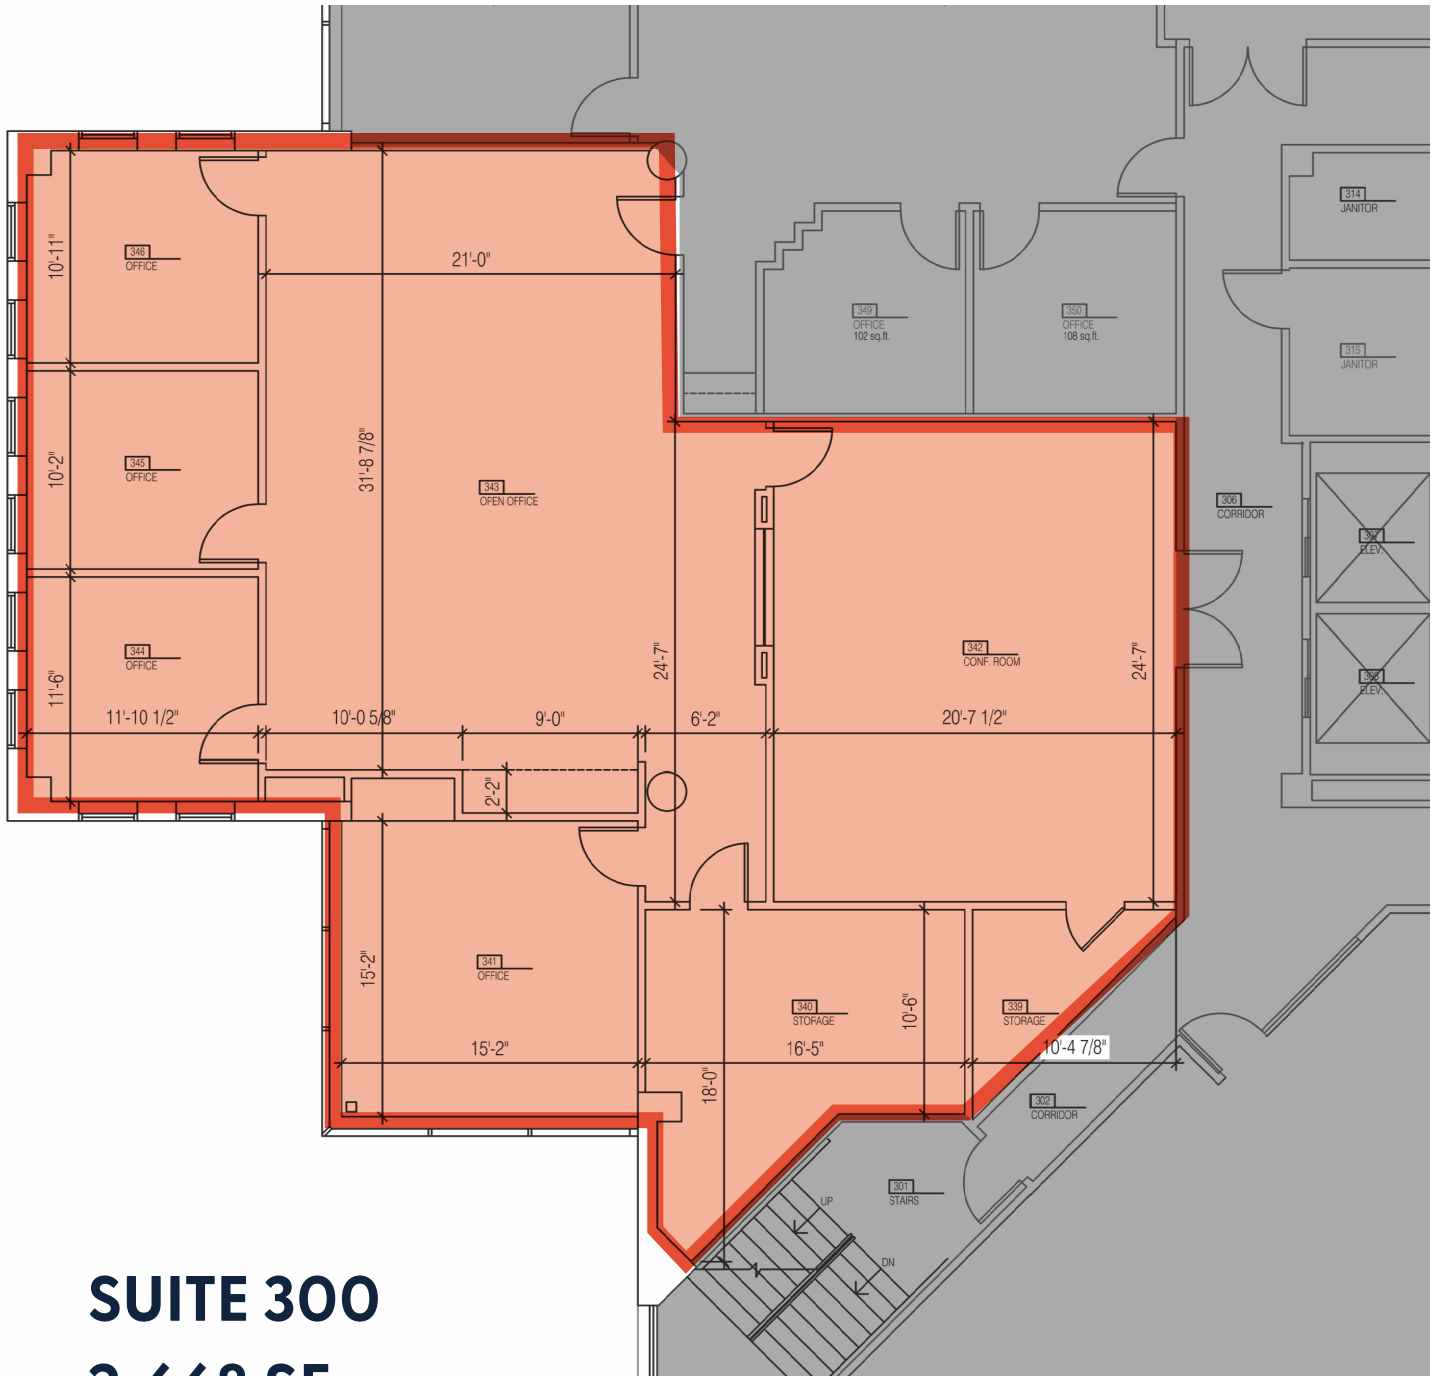 314
JANITOR
346
OFFICE
10'-11"
21'-0"
349
OFFICE
102 sq.ft.
350
OFFICE
108 sq.ft.
315
JANITOR
345
OFFICE
10'-2"
31'-8 7/8"
343
OPEN OFFICE
306
CORRIDOR
307
ELEV.
344
OFFICE
11'-6"
24'-7"
342
CONF. ROOM
24'-7"
ELEV.
11'-10 1/2"
10'-0 5/8"
9'-0"
6'-2"
20'-7 1/2"
2'-2"
341
OFFICE
15'-2"
340
STORAGE
10'-6"
339
STORAGE
15'-2"
16'-5"
10'-4 7/8"
18'-0"
302
CORRIDOR
301
STAIRS
UP
DN
SUITE 300